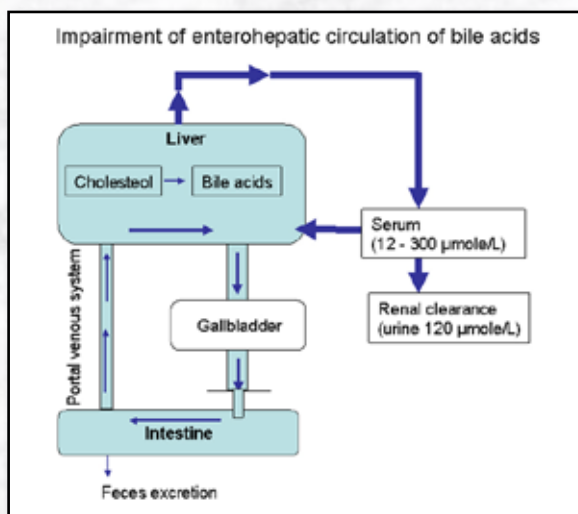 Impairment of enterohepatic circulation of bile acids
Liver
Cholesteol
Bile acids
Serum
(12 - 300 µmole/L)
Renal clearance
(urine 120 µmole/L)
Portal venous system
Gallbladder
Intestine
Feces excretion